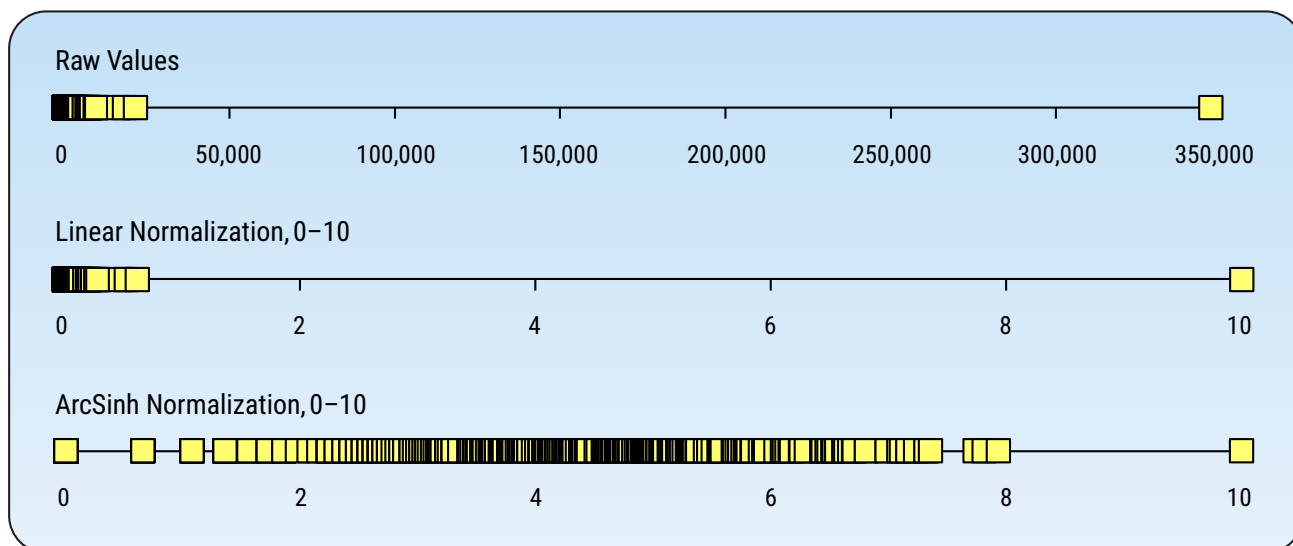 Raw Values
0 50,000 100,000 150,000 200,000 250,000 300,000 350,000
Linear Normalization, 0–10
0 2 4 6 8 10
ArcSinh Normalization, 0–10
0 2 4 6 8 10